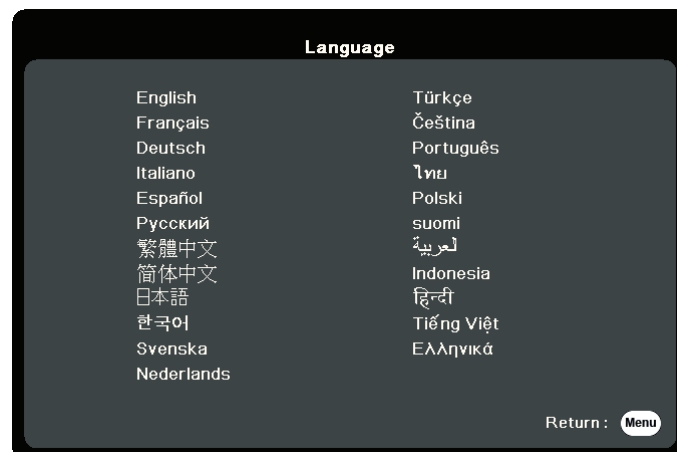 Language
English
Français
Deutsch
Italiano
Español
Русский
繁體中文
简体中文
日本語
한국어
Svenska
Nederlands
Türkçe
Čeština
Português
ไทย
Polski
suomi
لعربية
Indonesia
हिन्दी
Tiếng Việt
Ελληνικά
Return : Menu